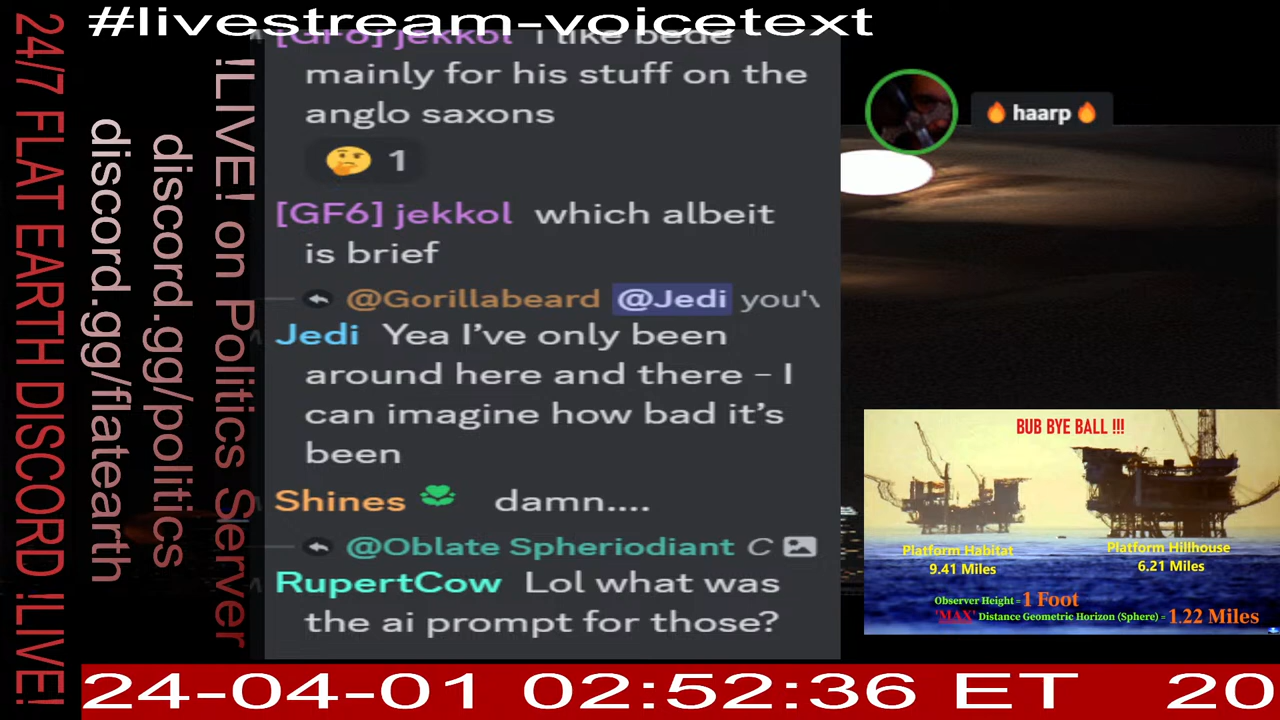 #livestream-voicetext
24/7 FLAT EARTH DISCORD !LIVE!
discord.gg/flatearth
discord.gg/politics
!LIVE! on Politics Server
[GF6] jekkol i like bede
mainly for his stuff on the
anglo saxons
🤔 1
[GF6] jekkol which albeit
is brief
@Gorillabeard @Jedi you'\
Jedi Yea I've only been
around here and there – I
can imagine how bad it's
been
Shines damn....
@Oblate Spheriodiant C
RupertCow Lol what was
the ai prompt for those?
🔥 haarp 🔥
BUB BYE BALL !!!
Platform Habitat
9.41 Miles
Platform Hillhouse
6.21 Miles
Observer Height = 1 Foot
'MAX' Distance Geometric Horizon (Sphere) = 1.22 Miles
24-04-01 02:52:36 ET 20